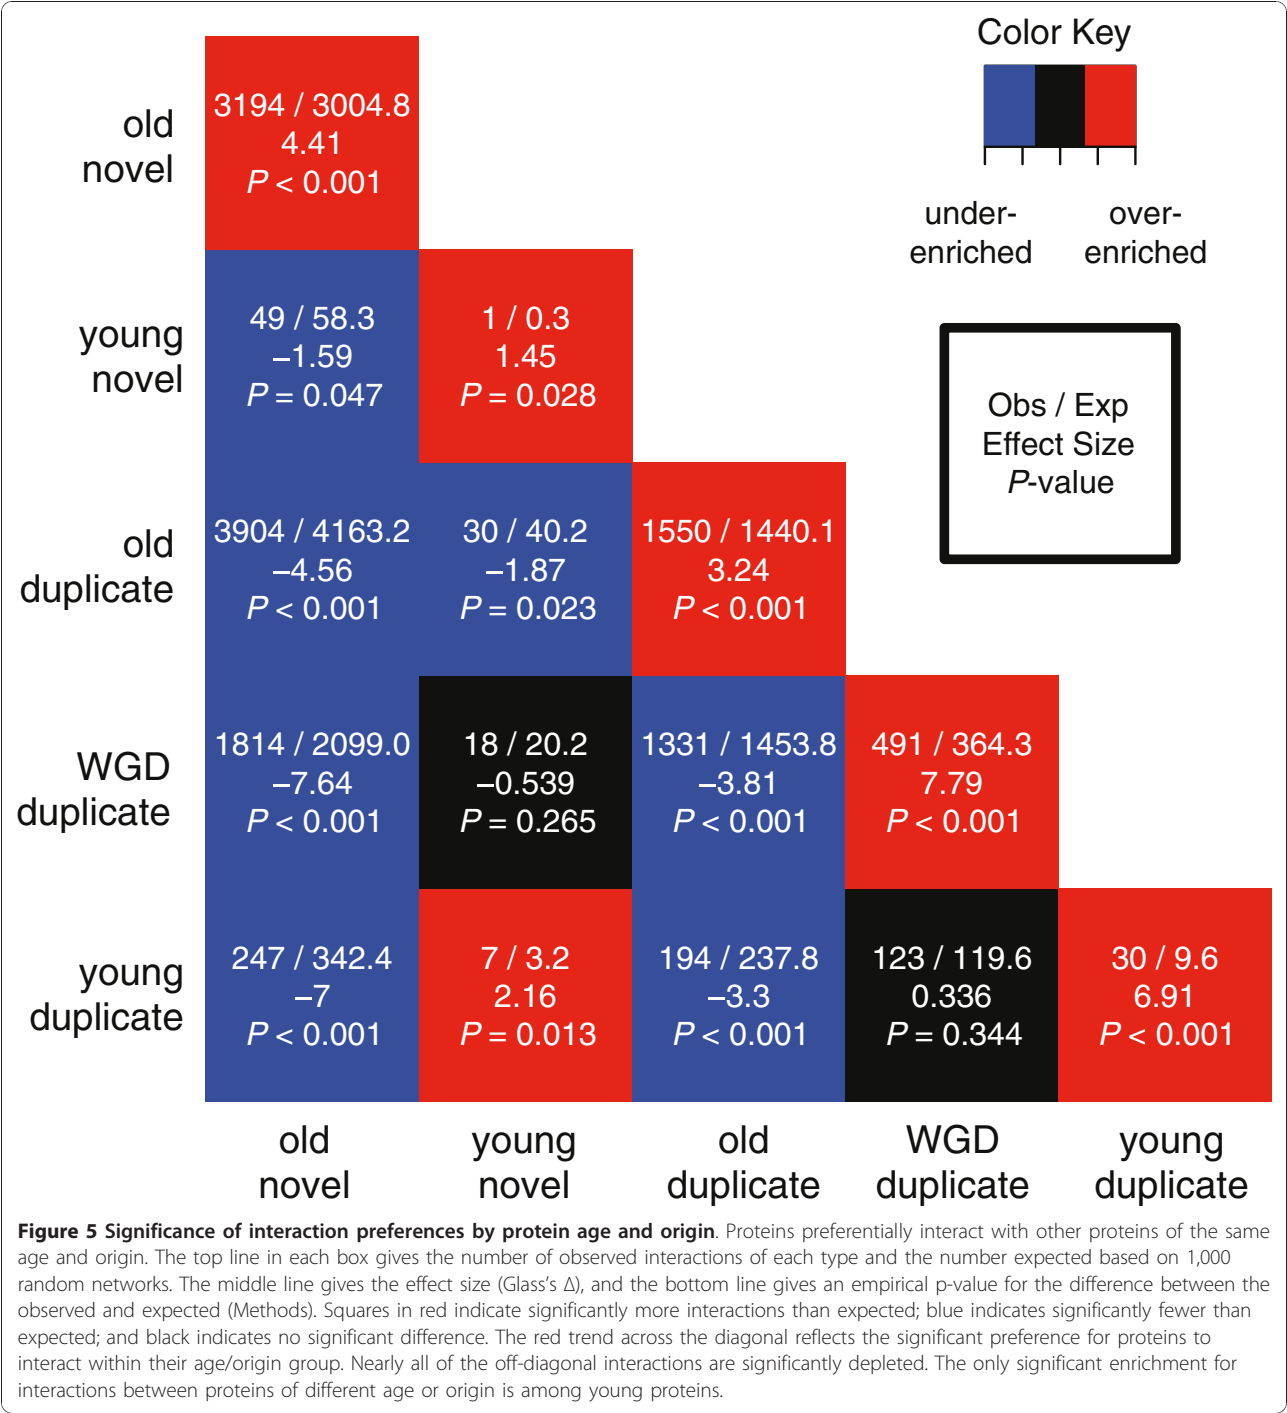 Color Key
under-
enriched
over-
enriched
Obs / Exp
Effect Size
P-value
old
novel
3194 / 3004.8
4.41
P < 0.001
young
novel
49 / 58.3
–1.59
P = 0.047
1 / 0.3
1.45
P = 0.028
old
duplicate
3904 / 4163.2
–4.56
P < 0.001
30 / 40.2
–1.87
P = 0.023
1550 / 1440.1
3.24
P < 0.001
WGD
duplicate
1814 / 2099.0
–7.64
P < 0.001
18 / 20.2
–0.539
P = 0.265
1331 / 1453.8
–3.81
P < 0.001
491 / 364.3
7.79
P < 0.001
young
duplicate
247 / 342.4
–7
P < 0.001
7 / 3.2
2.16
P = 0.013
194 / 237.8
–3.3
P < 0.001
123 / 119.6
0.336
P = 0.344
30 / 9.6
6.91
P < 0.001
old
novel
young
novel
old
duplicate
WGD
duplicate
young
duplicate
Figure 5 Significance of interaction preferences by protein age and origin. Proteins preferentially interact with other proteins of the same
age and origin. The top line in each box gives the number of observed interactions of each type and the number expected based on 1,000
random networks. The middle line gives the effect size (Glass's Δ), and the bottom line gives an empirical p-value for the difference between the
observed and expected (Methods). Squares in red indicate significantly more interactions than expected; blue indicates significantly fewer than
expected; and black indicates no significant difference. The red trend across the diagonal reflects the significant preference for proteins to
interact within their age/origin group. Nearly all of the off-diagonal interactions are significantly depleted. The only significant enrichment for
interactions between proteins of different age or origin is among young proteins.